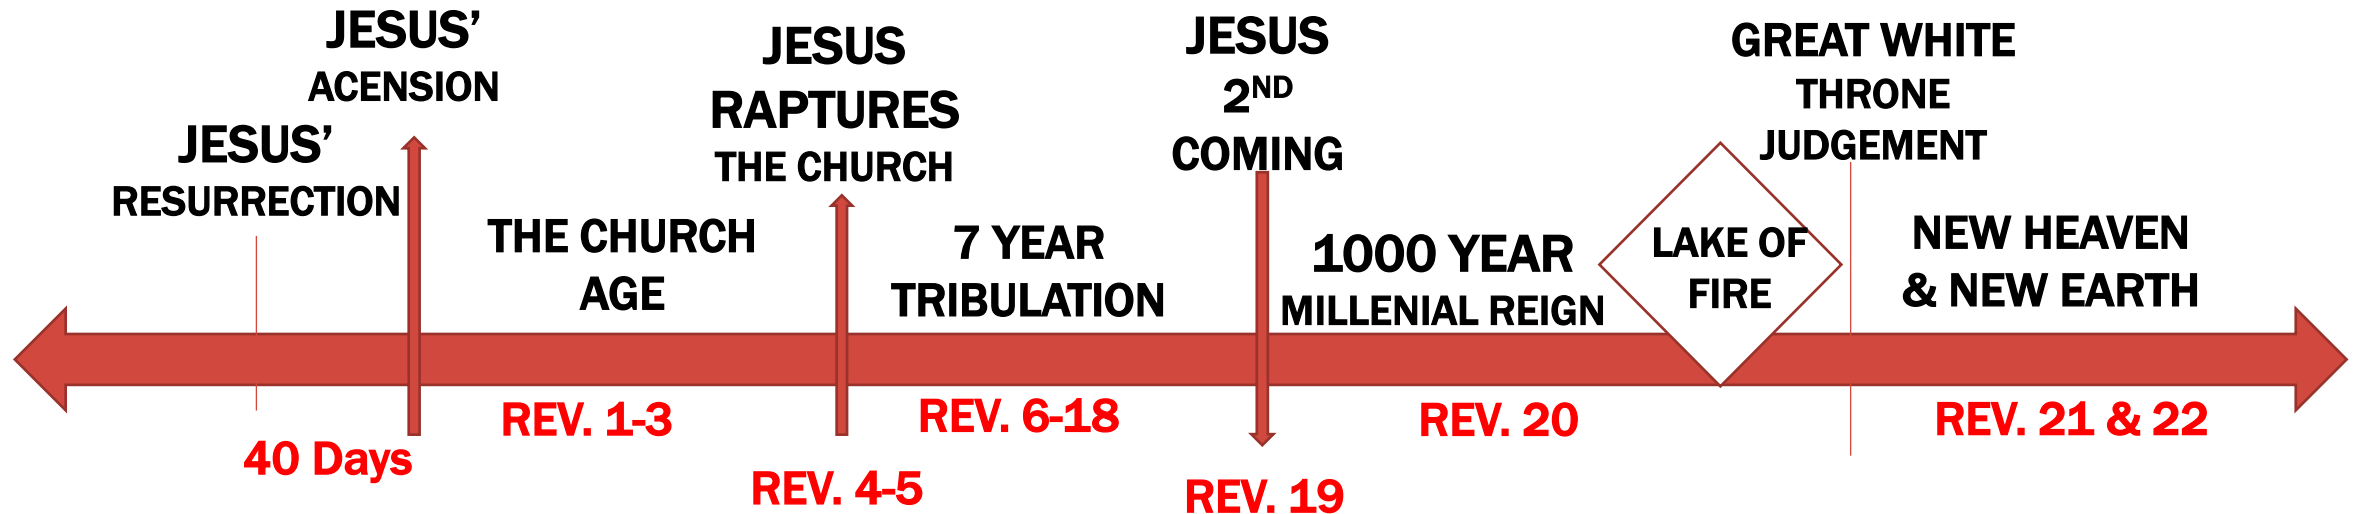 JESUS’
RESURRECTION
40 Days
JESUS’
ACENSION
THE CHURCH
AGE
REV. 1-3
JESUS
RAPTURES
THE CHURCH
REV. 4-5
7 YEAR
TRIBULATION
REV. 6-18
JESUS
2ND
COMING
REV. 19
1000 YEAR
MILLENIAL REIGN
REV. 20
LAKE OF
FIRE
GREAT WHITE
THRONE
JUDGEMENT
NEW HEAVEN
& NEW EARTH
REV. 21 & 22